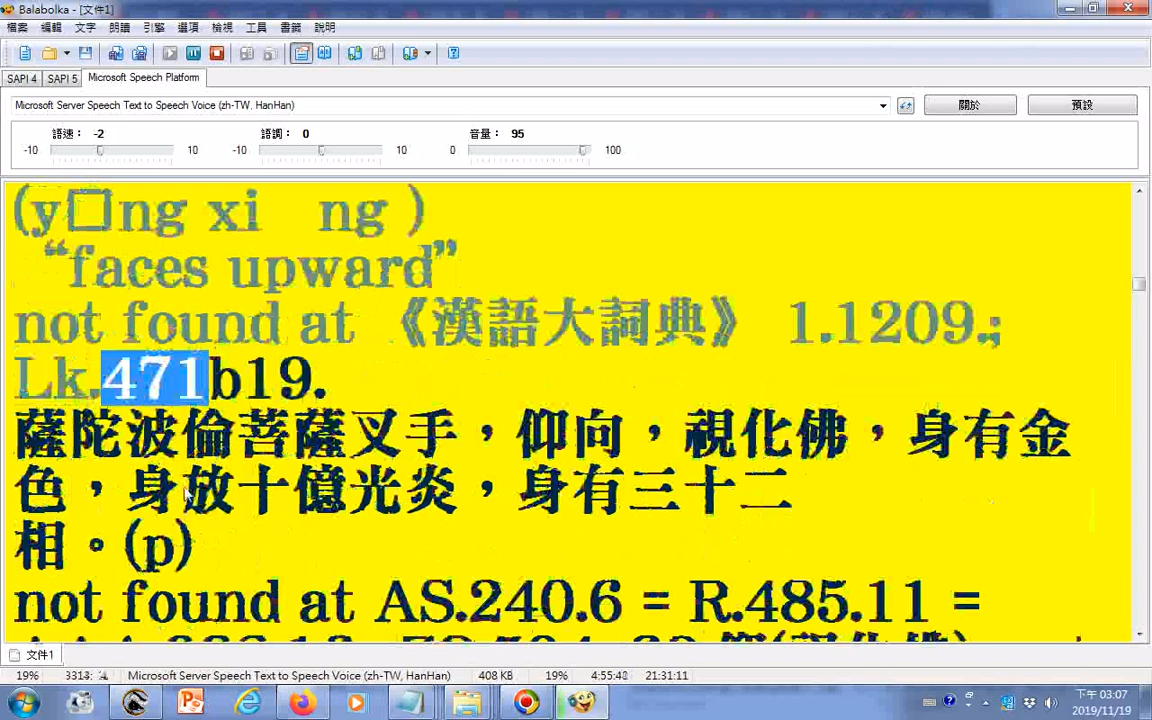 Balabolka - [文件1]
檔案 編輯 文字 朗讀 引擎 選項 檢視 工具 書籤 說明
SAPI 4 SAPI 5 Microsoft Speech Platform
Microsoft Server Speech Text to Speech Voice (zh-TW, HanHan) 關於 預設
語速： -2 語調： 0 音量： 95
-10 10 -10 10 0 100
(y□ng xi ng )
“faces upward”
not found at 《漢語大詞典》 1.1209.;
Lk.471b19.
薩陀波倫菩薩叉手，仰向，視化佛，身有金
色，身放十億光炎，身有三十二
相。(p)
not found at AS.240.6 = R.485.11 =
文件1
19% Microsoft Server Speech Text to Speech Voice (zh-TW, HanHan) 408 KB 19% 4:55:48 21:31:11
下午 03:07
2019/11/19